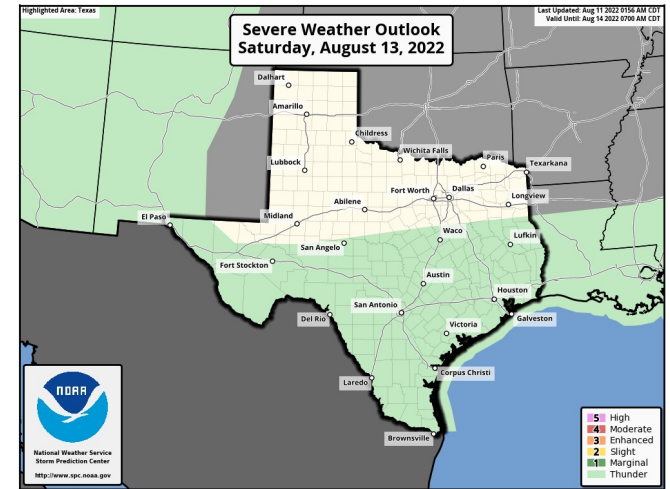 Highlighted Area: Texas
Severe Weather Outlook
Saturday, August 13, 2022
Last Updated: Aug 11 2022 0156 AM CDT
Valid Until: Aug 14 2022 0700 AM CDT
Dalhart
Amarillo
Childress
Wichita Falls
Paris
Texarkana
Lubbock
Fort Worth
Dallas
Longview
Abilene
El Paso
Midland
Waco
Lufkin
San Angelo
Fort Stockton
Austin
Houston
San Antonio
Del Rio
Galveston
Victoria
Corpus Christi
Laredo
Brownsville
NOAA
National Weather Service
Storm Prediction Center
http://www.spc.noaa.gov
5 High
4 Moderate
3 Enhanced
2 Slight
1 Marginal
Thunder